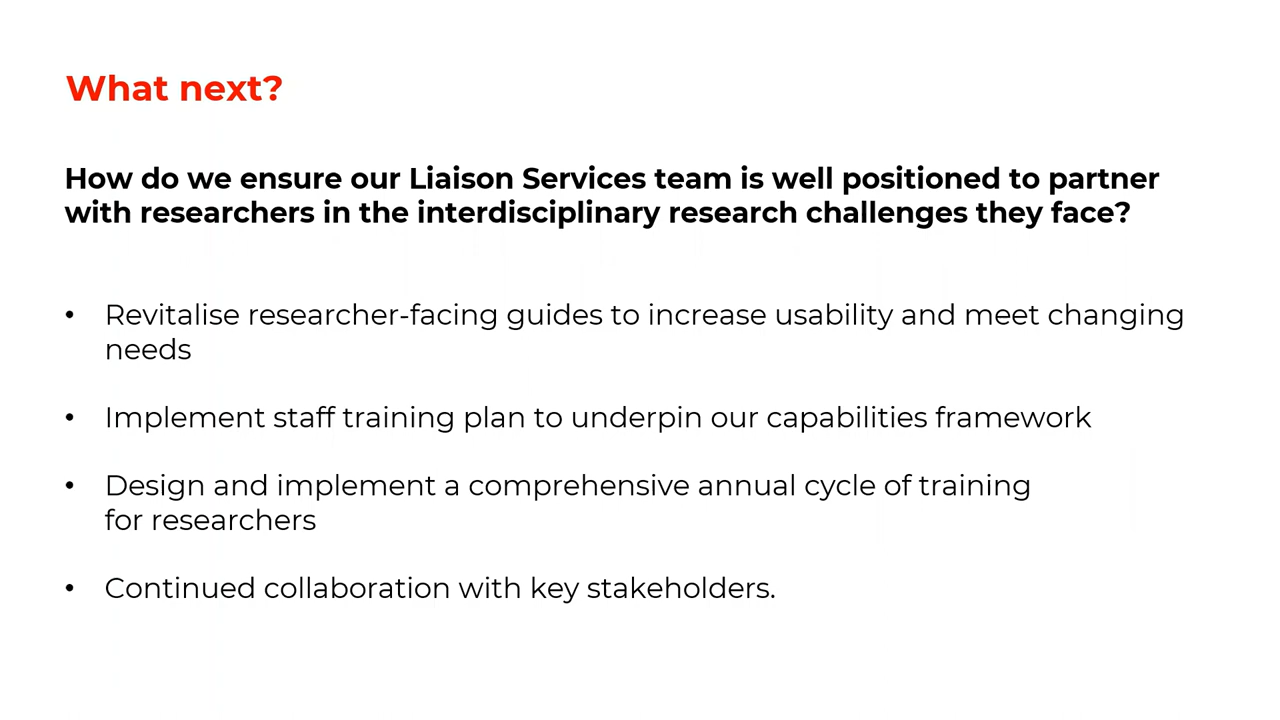 What next?
How do we ensure our Liaison Services team is well positioned to partner
with researchers in the interdisciplinary research challenges they face?
• Revitalise researcher-facing guides to increase usability and meet changing
needs
• Implement staff training plan to underpin our capabilities framework
• Design and implement a comprehensive annual cycle of training
for researchers
• Continued collaboration with key stakeholders.